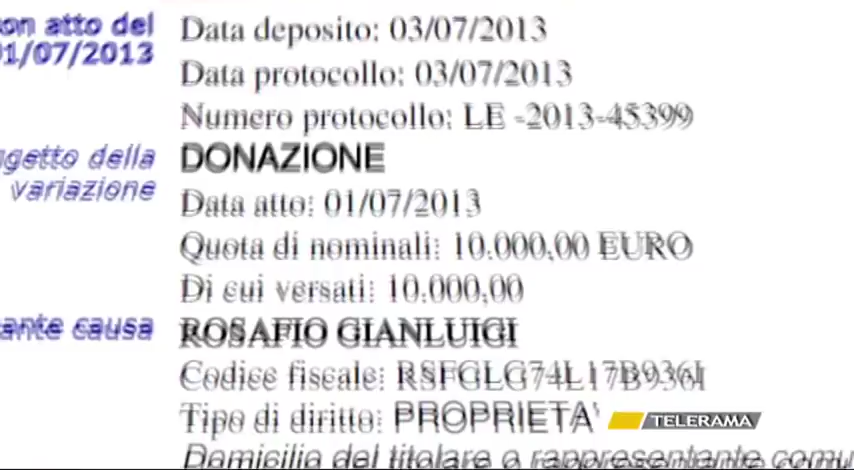 on atto del Data deposito: 03/07/2013
01/07/2013
Data protocollo: 03/07/2013
Numero protocollo: LE -2013-45399
ggetto della DONAZIONE
variazione
Data atto: 01/07/2013
Quota di nominali: 10.000,00 EURO
Di cui versati: 10.000,00
ante causa ROSAFIO GIANLUIGI
Codice fiscale: RSFGLG74L17B936I
Tipo di diritto: PROPRIETA'
TELERAMA
Domicilio del titolare o rappresentante comu